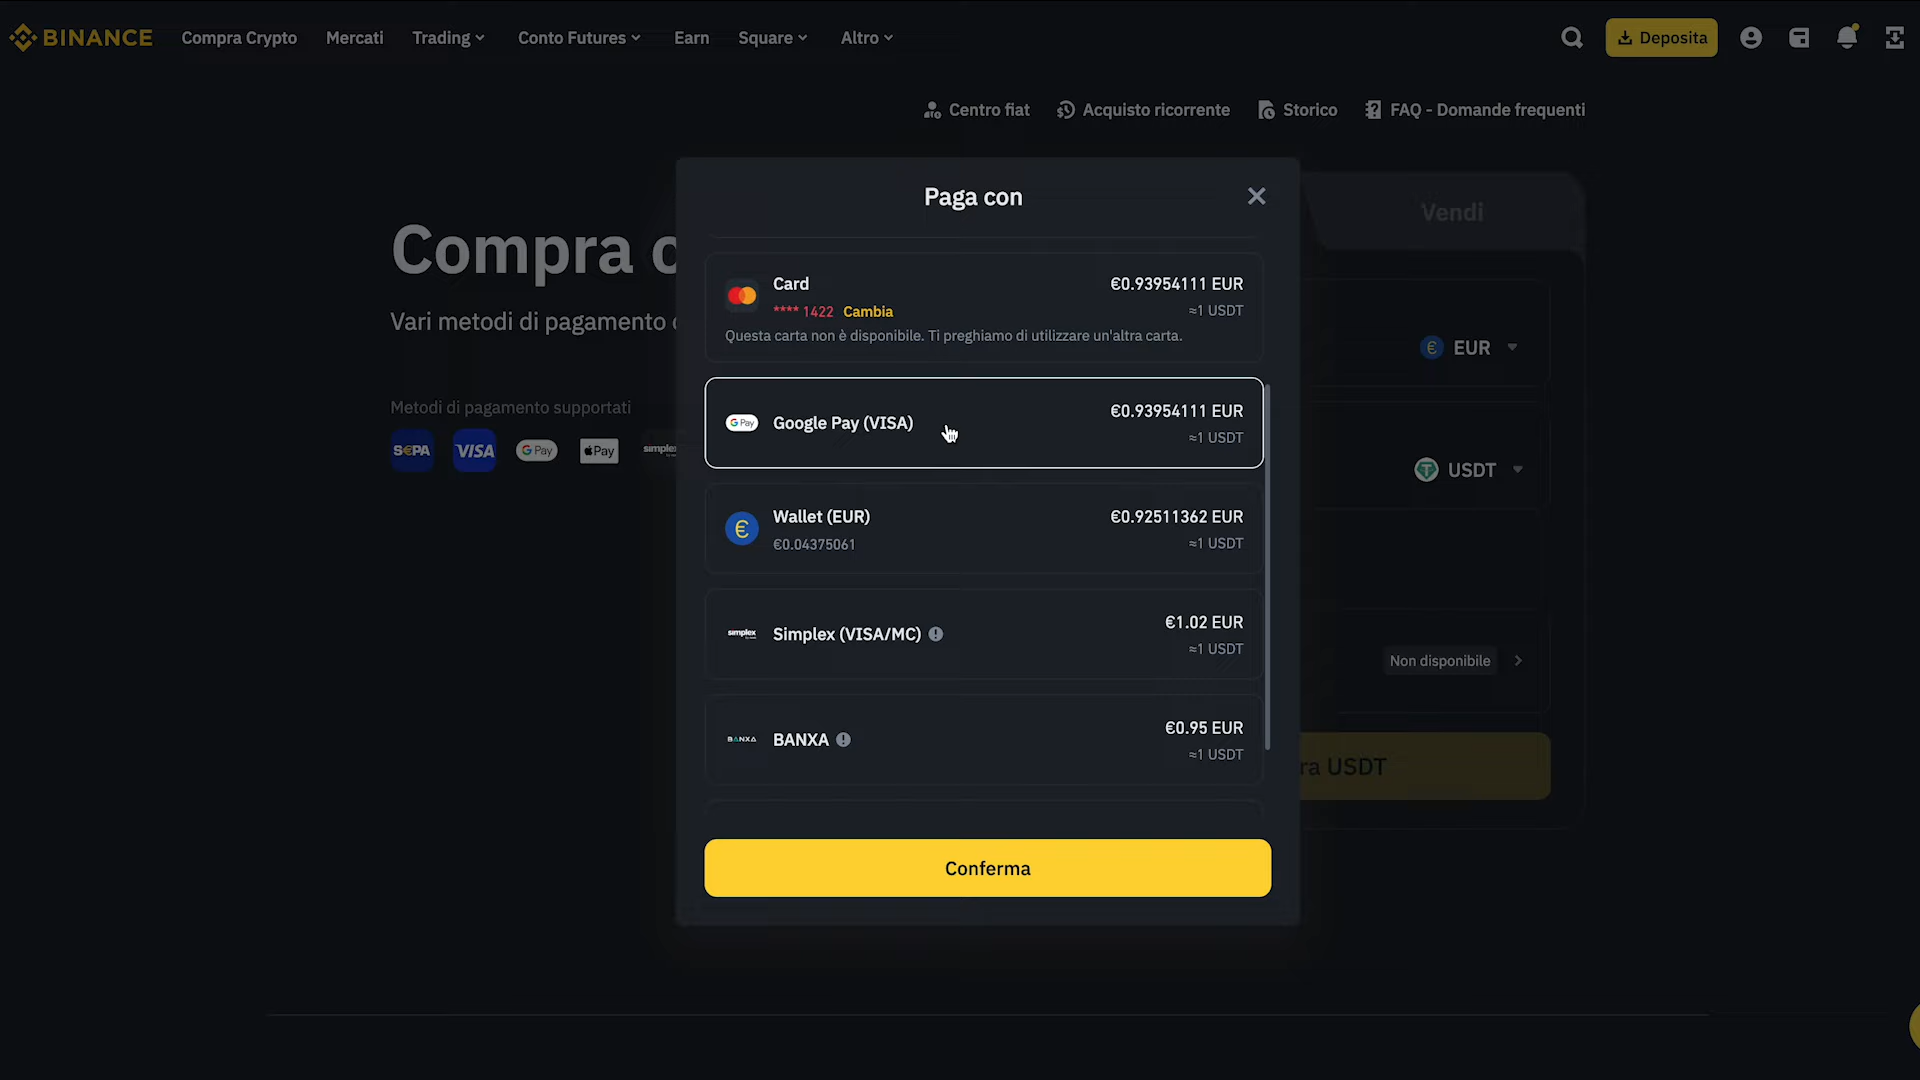 BINANCE
Compra Crypto
Mercati
Trading
Conto Futures
Earn
Square
Altro
Deposita
Centro fiat
Acquisto ricorrente
Storico
FAQ - Domande frequenti
Paga con
Vendi
Compra c
Vari metodi di pagamento
Metodi di pagamento supportati
SEPA
VISA
G Pay
Pay
simplex
Card
€0.93954111 EUR
**** 1422 Cambia
≈1 USDT
Questa carta non è disponibile. Ti preghiamo di utilizzare un'altra carta.
EUR
G Pay
Google Pay (VISA)
€0.93954111 EUR
≈1 USDT
USDT
Wallet (EUR)
€0.92511362 EUR
€0.04375061
≈1 USDT
simplex
Simplex (VISA/MC)
€1.02 EUR
≈1 USDT
Non disponibile
BANXA
BANXA
€0.95 EUR
≈1 USDT
ra USDT
Conferma